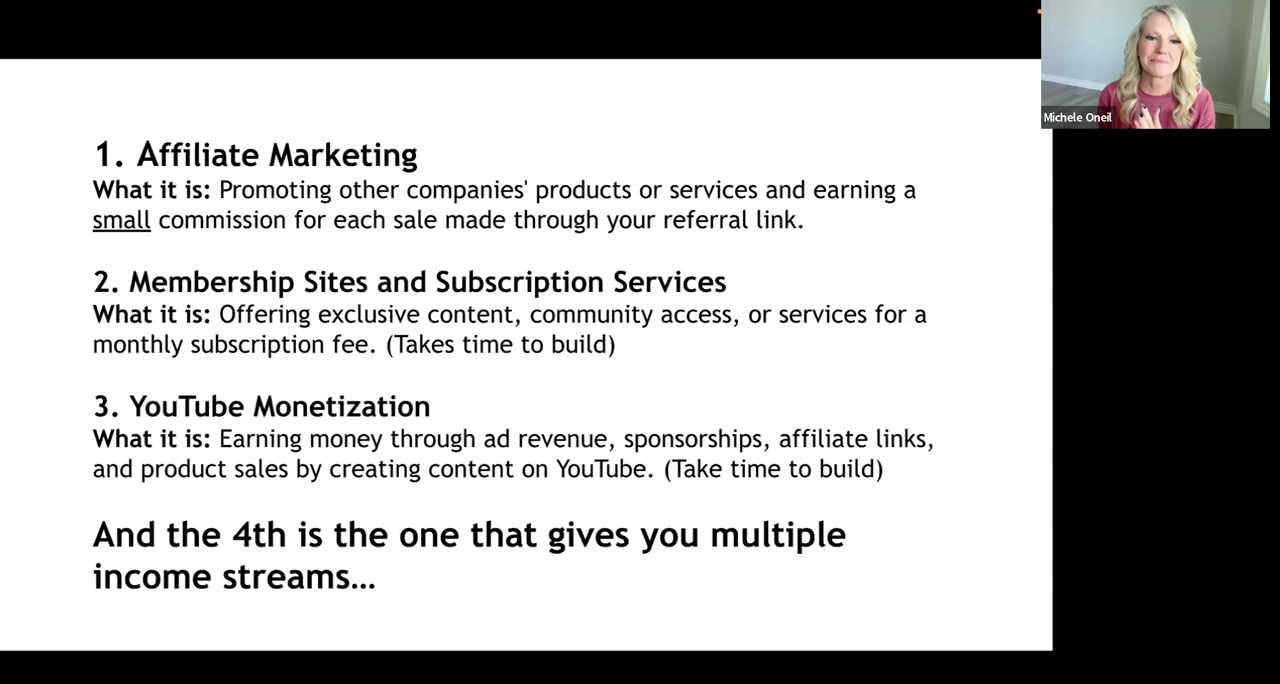 Michele Oneil
1. Affiliate Marketing
What it is: Promoting other companies' products or services and earning a
small commission for each sale made through your referral link.
2. Membership Sites and Subscription Services
What it is: Offering exclusive content, community access, or services for a
monthly subscription fee. (Takes time to build)
3. YouTube Monetization
What it is: Earning money through ad revenue, sponsorships, affiliate links,
and product sales by creating content on YouTube. (Take time to build)
And the 4th is the one that gives you multiple
income streams…